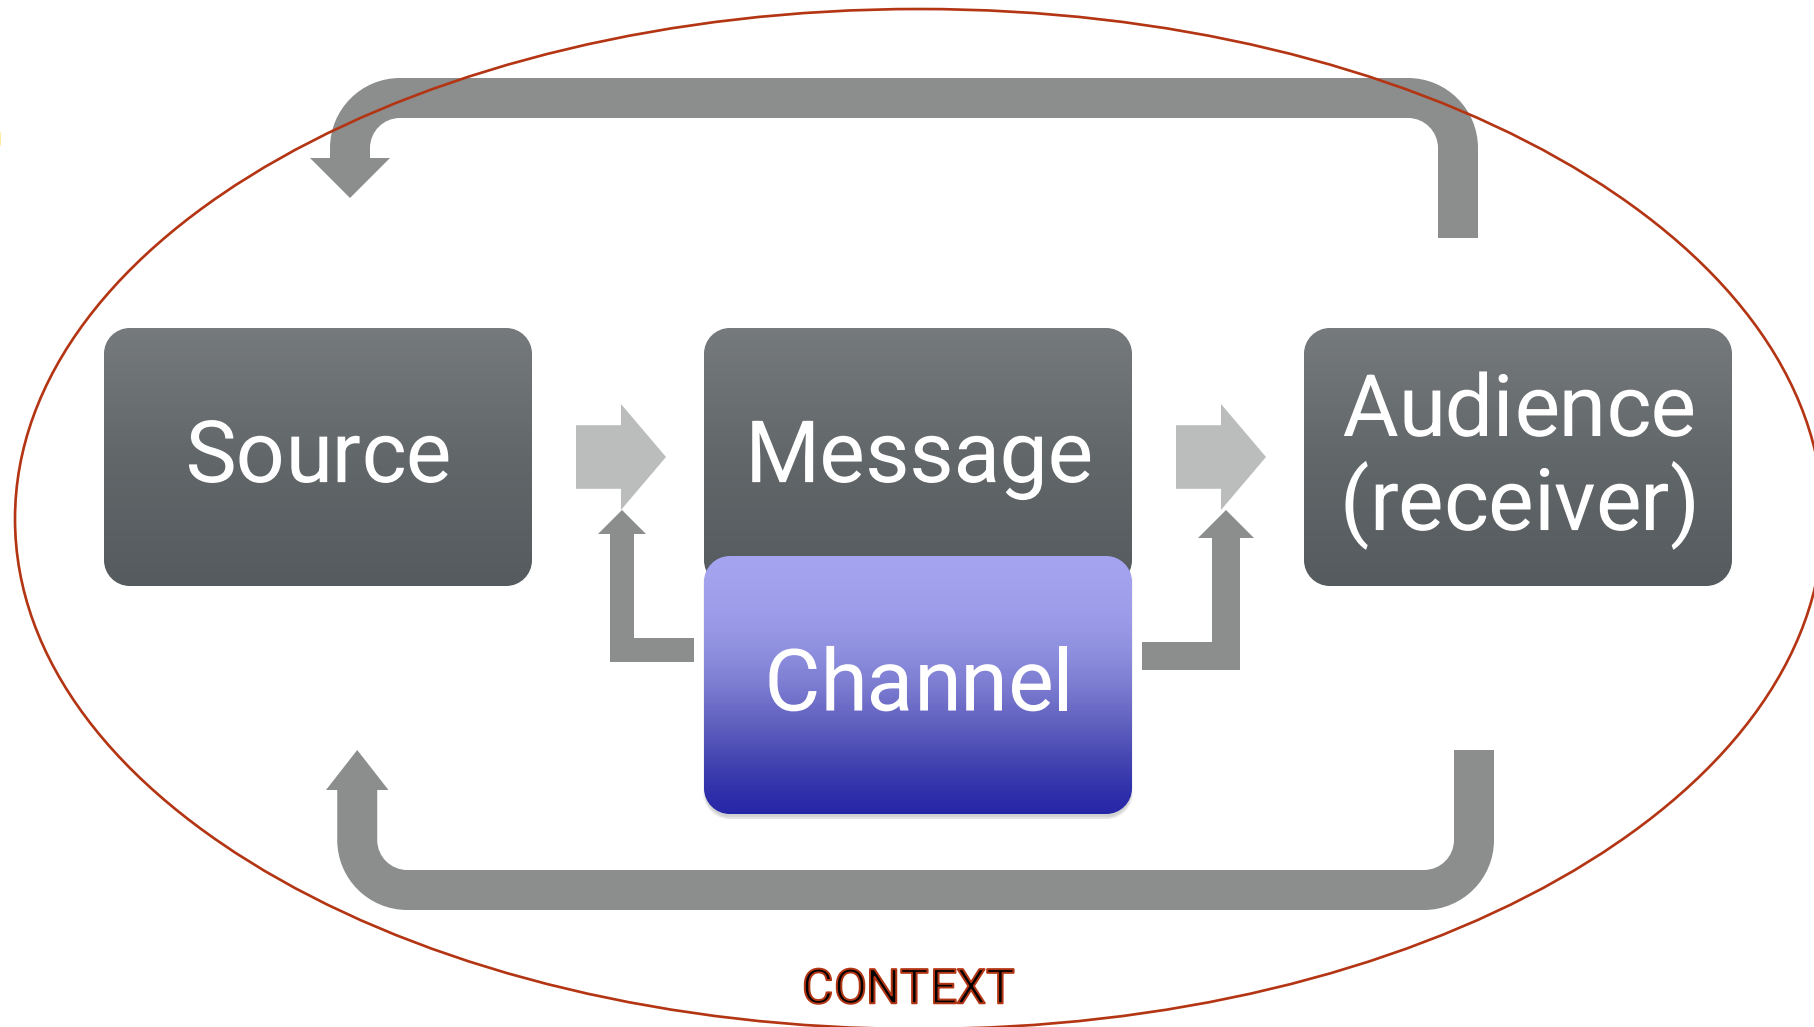 Source
Message
Audience
(receiver)
Channel
CONTEXT